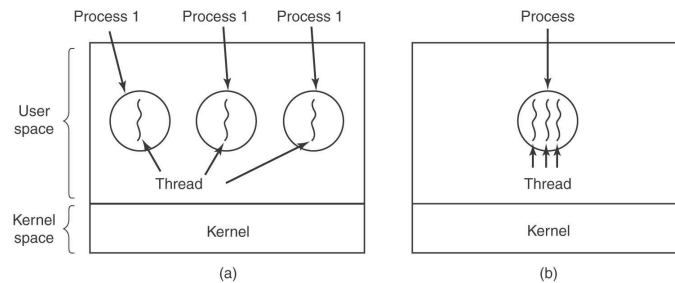 Process 1 Process 1 Process 1 Process
User
space
Thread Thread
Kernel
space
Kernel Kernel
(a) (b)